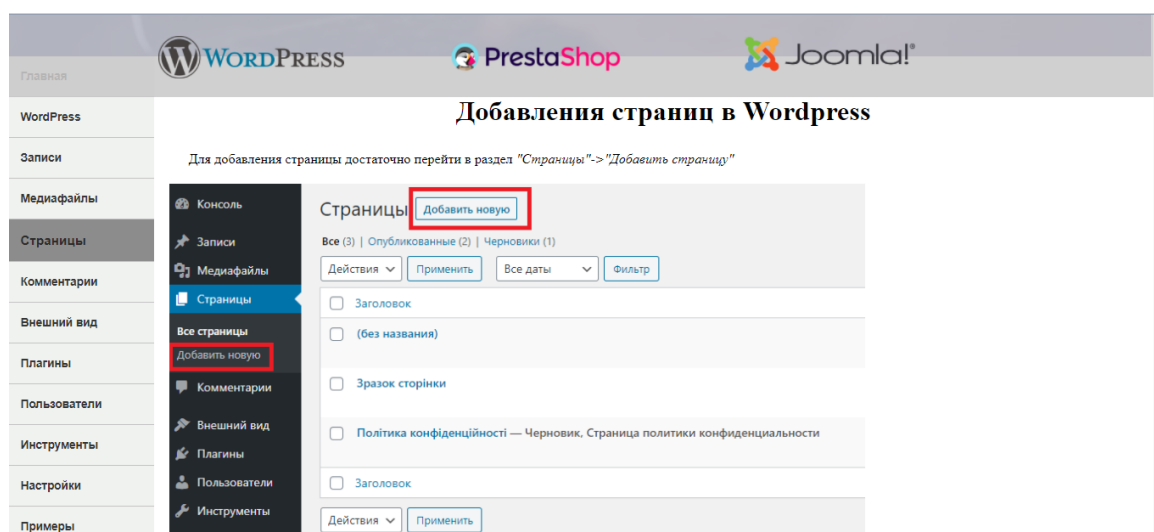 WORDPRESS
PrestaShop
Joomla!®
Главная
WordPress
Записи
Медиафайлы
Страницы
Комментарии
Внешний вид
Плагины
Пользователи
Инструменты
Настройки
Примеры
Добавления страниц в Wordpress
Для добавления страницы достаточно перейти в раздел "Страницы"->"Добавить страницу"
Консоль
Записи
Медиафайлы
Страницы
Все страницы
Добавить новую
Комментарии
Внешний вид
Плагины
Пользователи
Инструменты
Страницы Добавить новую
Все (3) | Опубликованные (2) | Черновики (1)
Действия Применить Все даты Фильтр
Заголовок
(без названия)
Зразок сторінки
Політика конфіденційності — Черновик, Страница политики конфиденциальности
Заголовок
Действия Применить